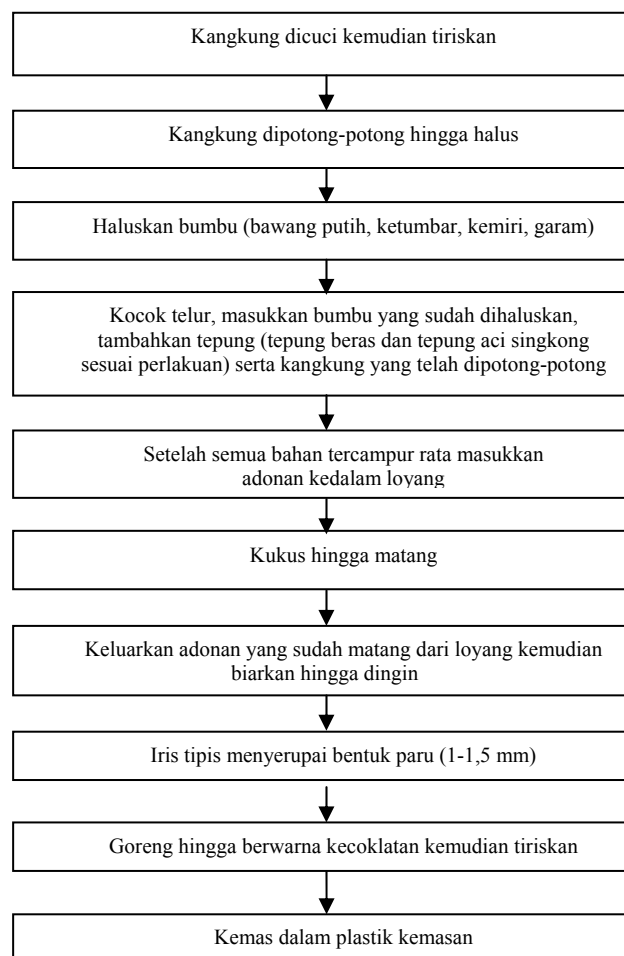 Kangkung dicuci kemudian tiriskan
Kangkung dipotong-potong hingga halus
Haluskan bumbu (bawang putih, ketumbar, kemiri, garam)
Kocok telur, masukkan bumbu yang sudah dihaluskan,
tambahkan tepung (tepung beras dan tepung aci singkong
sesuai perlakuan) serta kangkung yang telah dipotong-potong
Setelah semua bahan tercampur rata masukkan
adonan kedalam loyang
Kukus hingga matang
Keluarkan adonan yang sudah matang dari loyang kemudian
biarkan hingga dingin
Iris tipis menyerupai bentuk paru (1-1,5 mm)
Goreng hingga berwarna kecoklatan kemudian tiriskan
Kemas dalam plastik kemasan